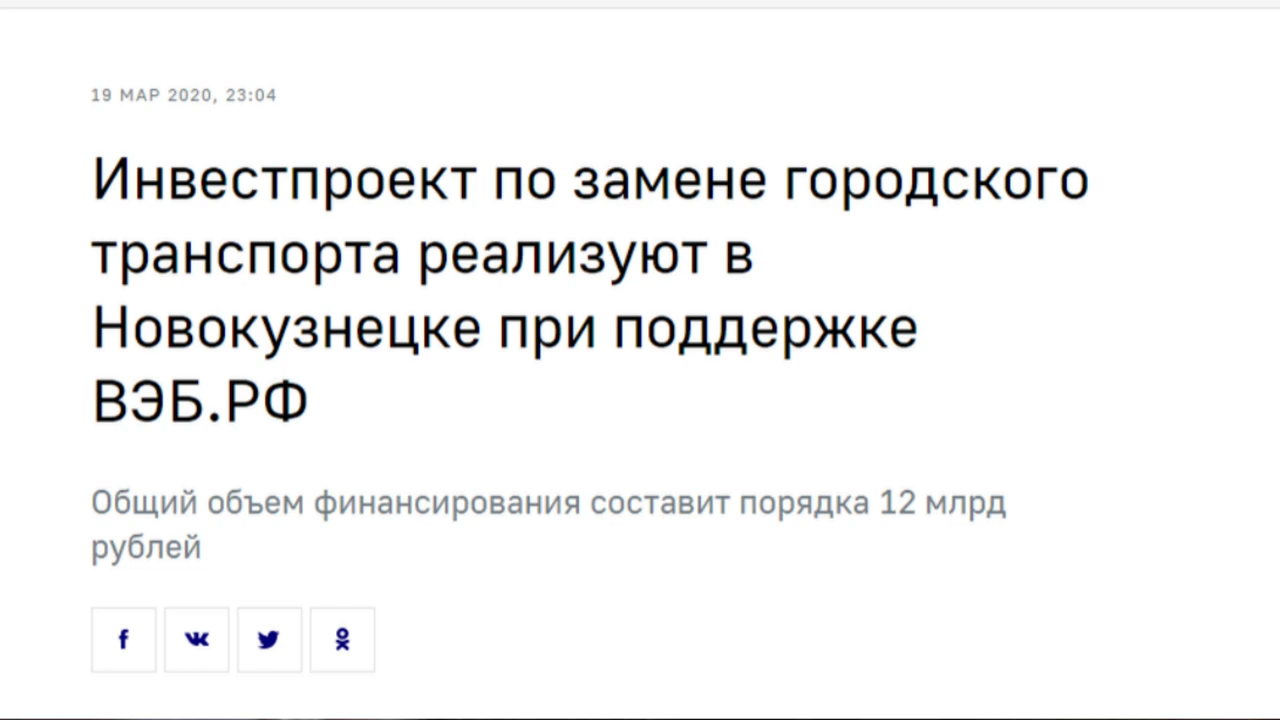 19 МАР 2020, 23:04
Инвестпроект по замене городского
транспорта реализуют в
Новокузнецке при поддержке
ВЭБ.РФ
Общий объем финансирования составит порядка 12 млрд
рублей